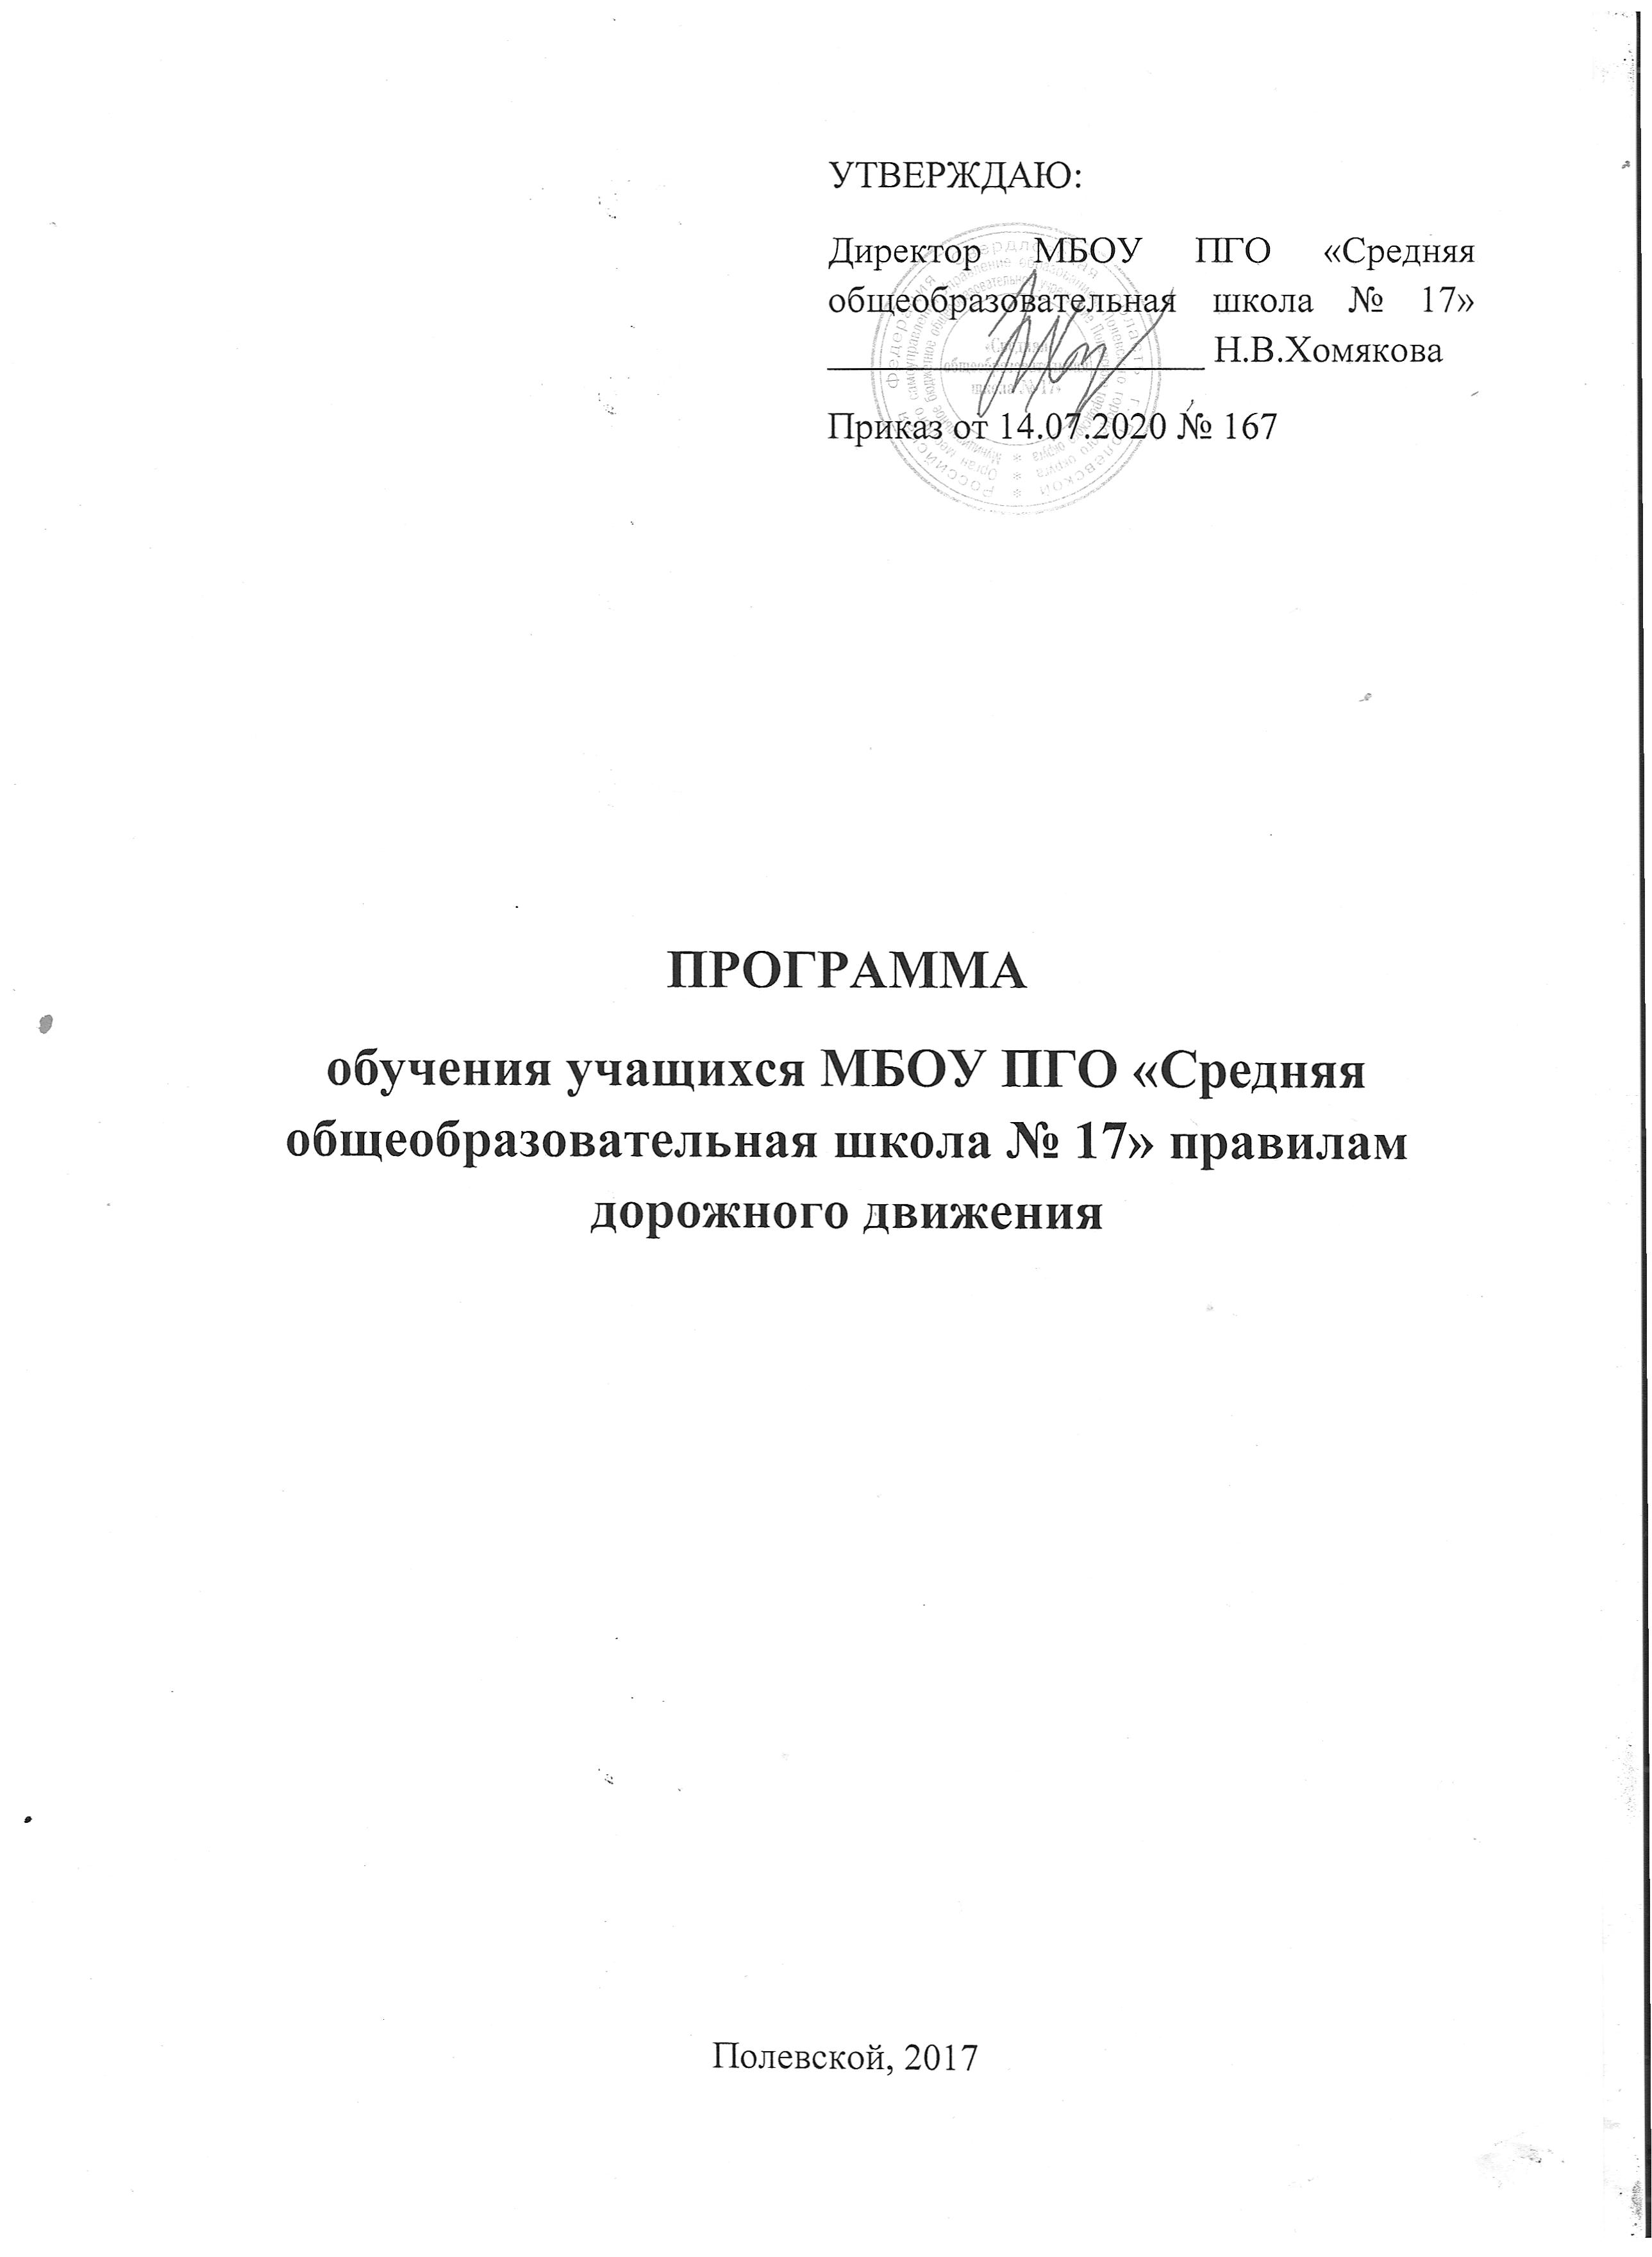 УТВЕРЖДАЮ:
Директор МБОУ ПГО «Средняя
общеобразовательная школа № 17»
Н.В.Хомякова
Приказ от 14.07.2020 № 167
ПРОГРАММА
обучения учащихся МБОУ ПГО «Средняя
общеобразовательная школа № 17» правилам
дорожного движения
Полевской, 2017